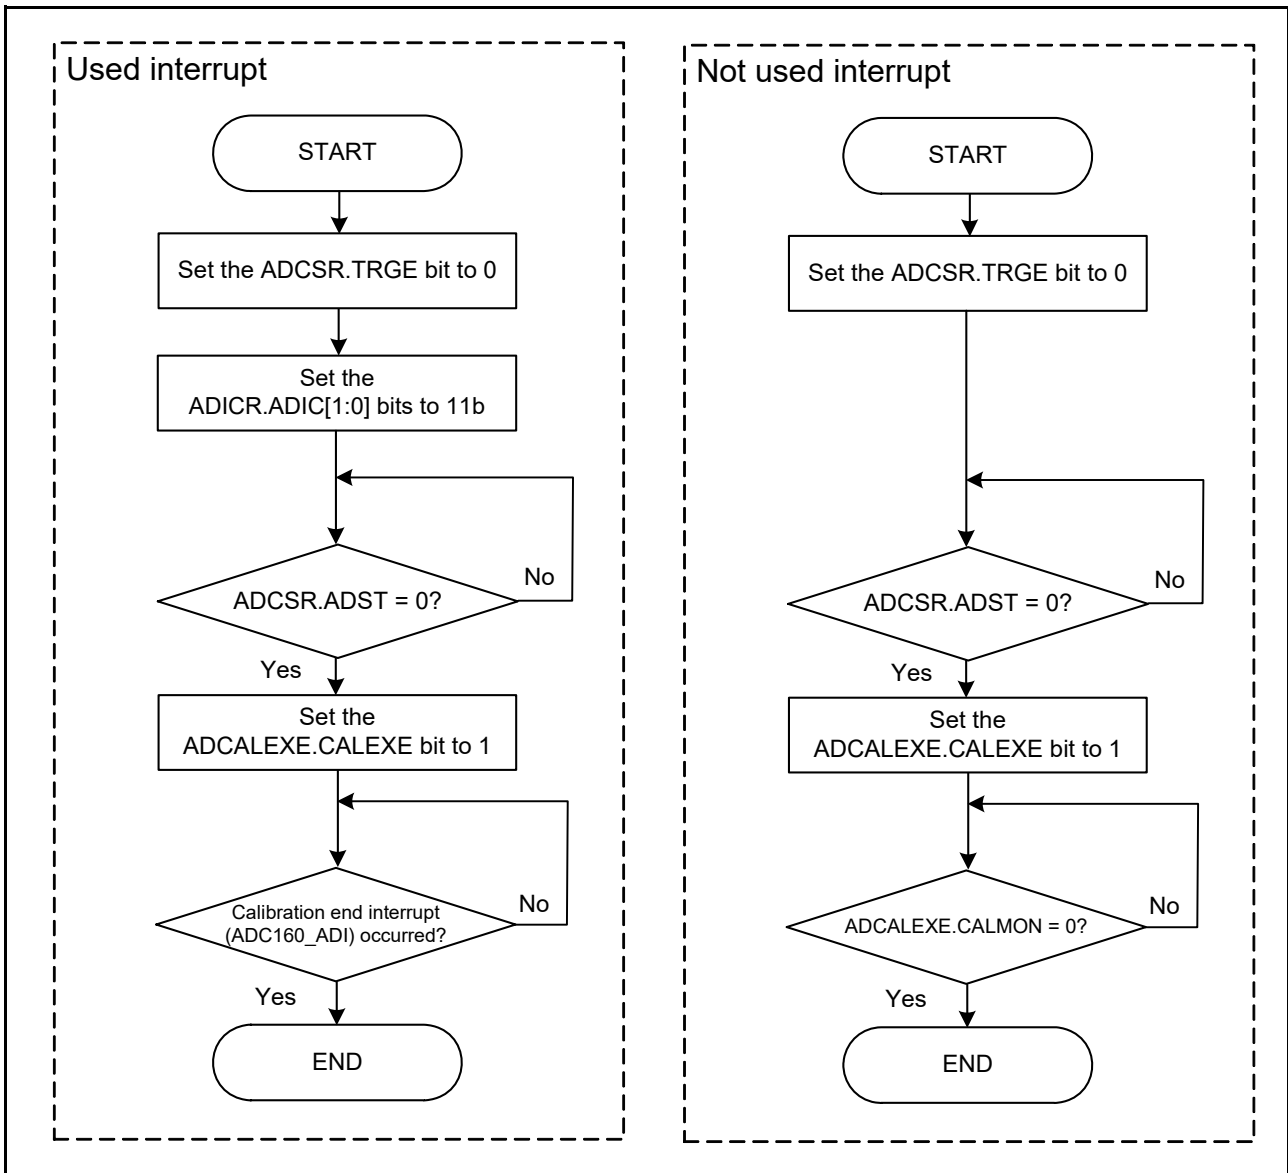 Used interrupt
START
Set the ADCSR.TRGE bit to 0
Set the
ADICR.ADIC[1:0] bits to 11b
ADCSR.ADST = 0?
No
Yes
Set the
ADCALEXE.CALEXE bit to 1
Calibration end interrupt
(ADC160_ADI) occurred?
No
Yes
END
Not used interrupt
START
Set the ADCSR.TRGE bit to 0
ADCSR.ADST = 0?
No
Yes
Set the
ADCALEXE.CALEXE bit to 1
ADCALEXE.CALMON = 0?
No
Yes
END